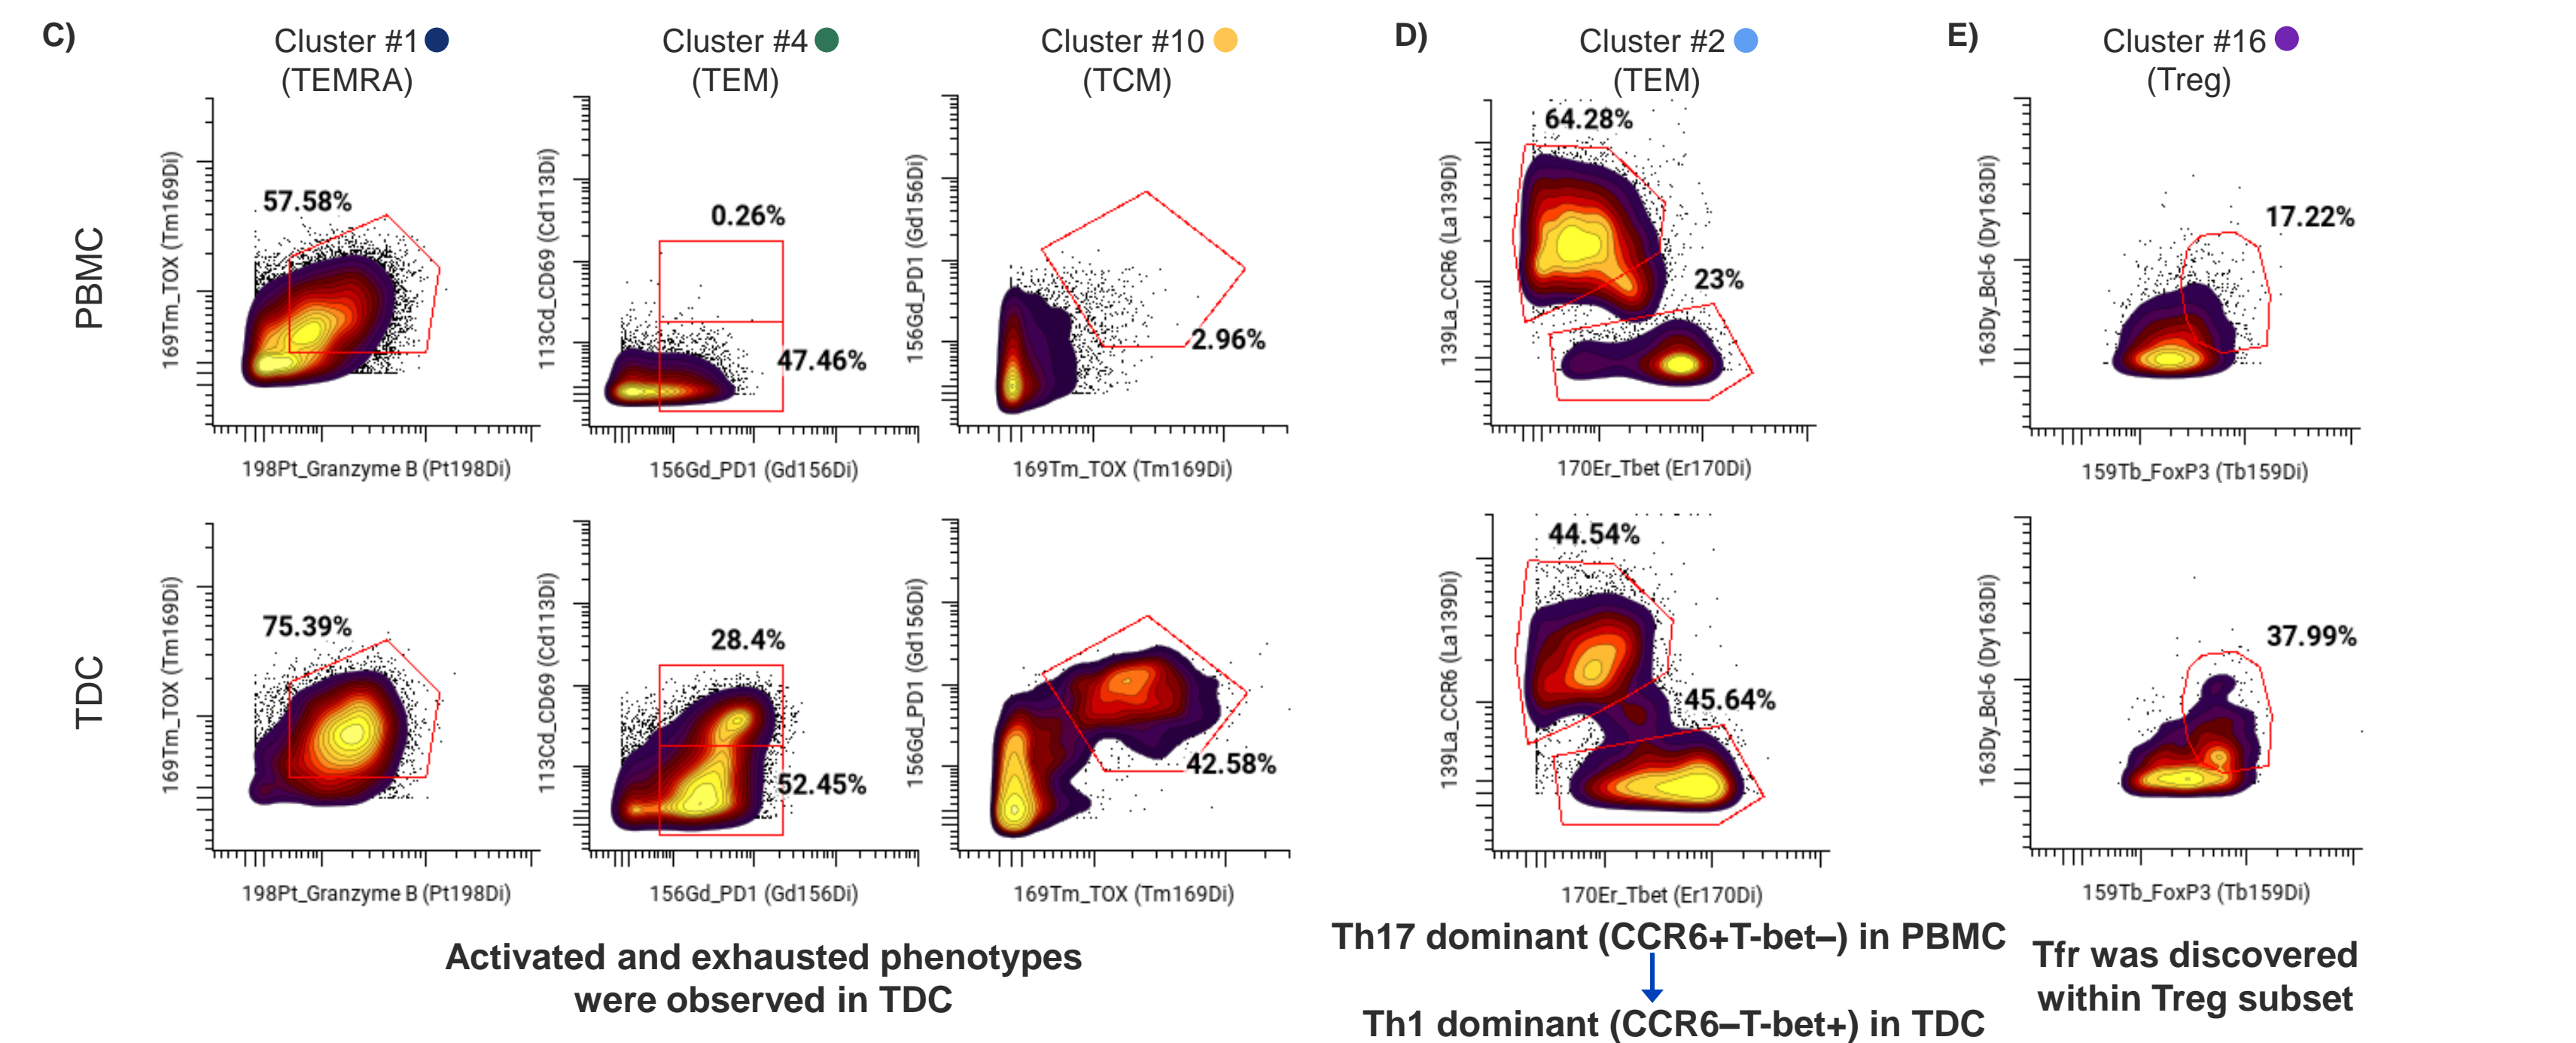 C)
Cluster #1
(TEMRA)
Cluster #4
(TEM)
Cluster #10
(TCM)
D)
Cluster #2
(TEM)
E)
Cluster #16
(Treg)
PBMC
169Tm_TOX (Tm169Di)
57.58%
198Pt_Granzyme B (Pt198Di)
113Cd_CD69 (Cd113Di)
0.26%
47.46%
156Gd_PD1 (Gd156Di)
156Gd_PD1 (Gd156Di)
2.96%
169Tm_TOX (Tm169Di)
139La_CCR6 (La139Di)
64.28%
23%
170Er_Tbet (Er170Di)
163Dy_Bcl-6 (Dy163Di)
17.22%
159Tb_FoxP3 (Tb159Di)
TDC
169Tm_TOX (Tm169Di)
75.39%
198Pt_Granzyme B (Pt198Di)
113Cd_CD69 (Cd113Di)
28.4%
52.45%
156Gd_PD1 (Gd156Di)
156Gd_PD1 (Gd156Di)
42.58%
169Tm_TOX (Tm169Di)
139La_CCR6 (La139Di)
44.54%
45.64%
170Er_Tbet (Er170Di)
163Dy_Bcl-6 (Dy163Di)
37.99%
159Tb_FoxP3 (Tb159Di)
Activated and exhausted phenotypes
were observed in TDC
Th17 dominant (CCR6+T-bet–) in PBMC
Th1 dominant (CCR6–T-bet+) in TDC
Tfr was discovered
within Treg subset